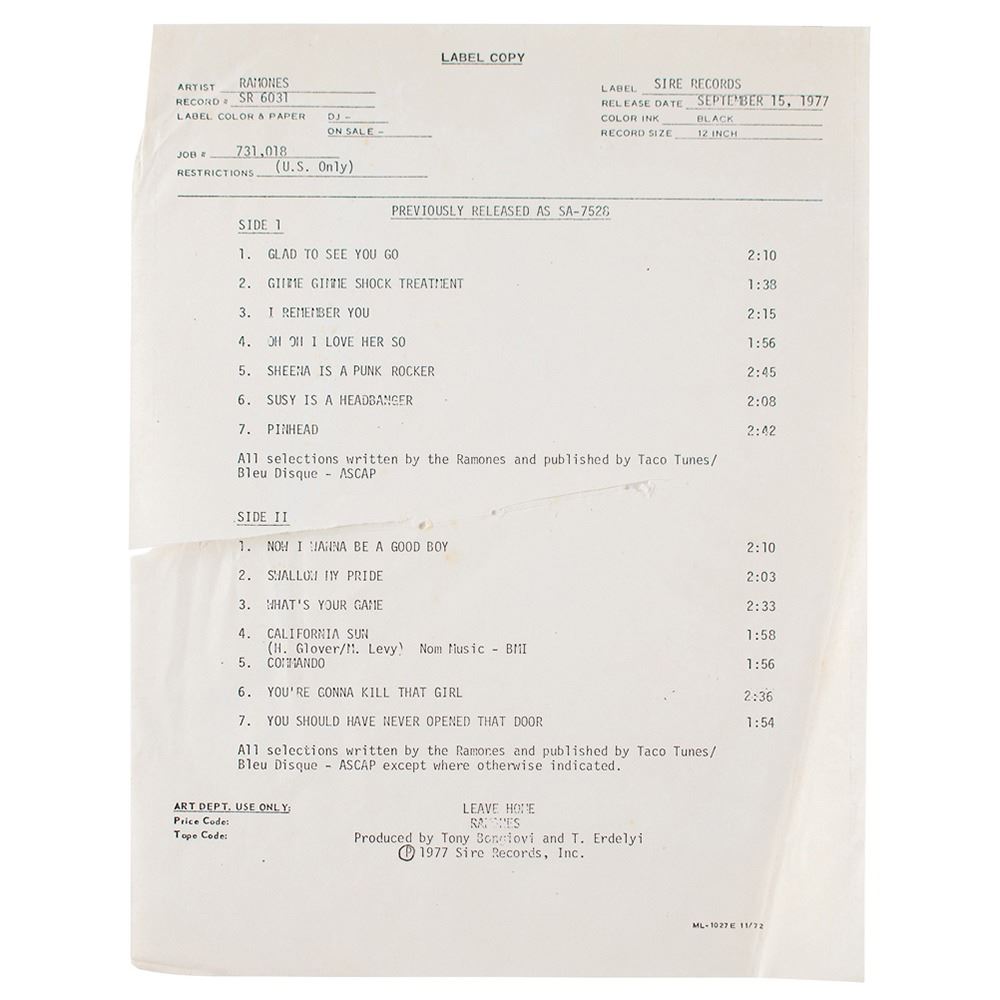 LABEL COPY
ARTIST RAMONES
RECORD # SR 6031
LABEL COLOR & PAPER DJ -
ON SALE -
JOB # 731,018
RESTRICTIONS (U.S. Only)
LABEL SIRE RECORDS
RELEASE DATE SEPTEMBER 15, 1977
COLOR INK BLACK
RECORD SIZE 12 INCH
PREVIOUSLY RELEASED AS SA-7528
SIDE 1
1. GLAD TO SEE YOU GO 2:10
2. GIMME GIMME SHOCK TREATMENT 1:38
3. I REMEMBER YOU 2:15
4. OH OH I LOVE HER SO 1:56
5. SHEENA IS A PUNK ROCKER 2:45
6. SUSY IS A HEADBANGER 2:08
7. PINHEAD 2:42
All selections written by the Ramones and published by Taco Tunes/
Bleu Disque - ASCAP
SIDE II
1. NOW I WANNA BE A GOOD BOY 2:10
2. SWALLOW MY PRIDE 2:03
3. WHAT'S YOUR GAME 2:33
4. CALIFORNIA SUN 1:58
(H. Glover/M. Levy) Nom Music - BMI
5. COMMANDO 1:56
6. YOU'RE GONNA KILL THAT GIRL 2:36
7. YOU SHOULD HAVE NEVER OPENED THAT DOOR 1:54
All selections written by the Ramones and published by Taco Tunes/
Bleu Disque - ASCAP except where otherwise indicated.
ART DEPT. USE ONLY:
Price Code:
Tape Code:
LEAVE HOME
RAMONES
Produced by Tony Bongiovi and T. Erdelyi
Ⓟ 1977 Sire Records, Inc.
ML-1027E 11/72